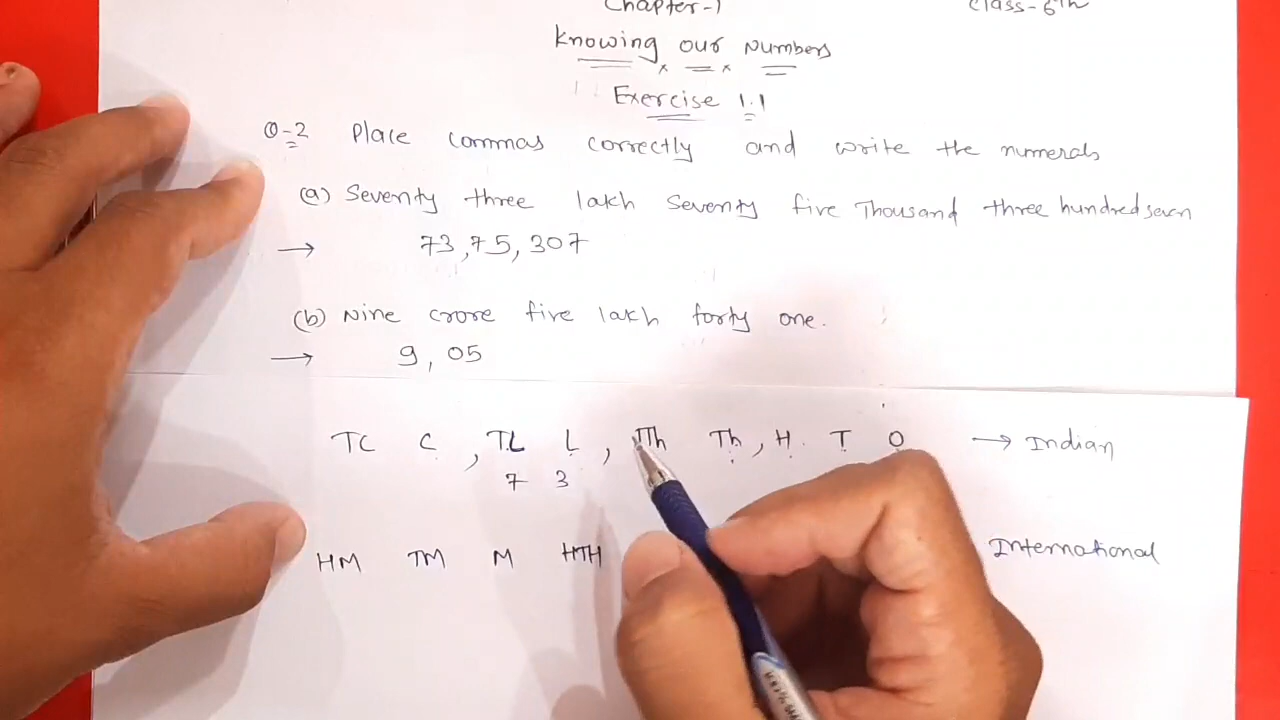 Chapter-1 Class-6th
Knowing our Numbers
Exercise 1.1
Q-2 Place commas correctly and write the numerals
(a) Seventy three lakh Seventy five Thousand three hundred seven
→ 73,75,307
(b) Nine crore five lakh forty one.
→ 9, 05
TC C , TL L , TTh Th , H. T O → Indian
7 3
HM TM M HTH International